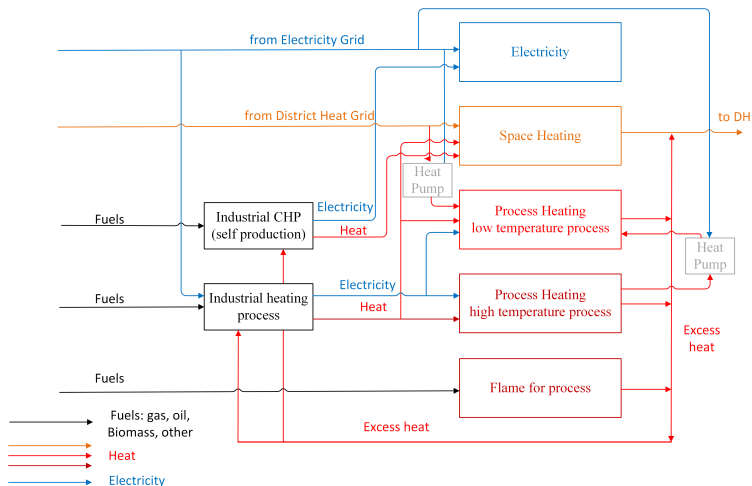 from Electricity Grid
Electricity
from District Heat Grid
to DH
Space Heating
Heat
Pump
Electricity
Fuels
Industrial CHP
(self production)
Heat
Process Heating
low temperature process
Heat
Pump
Electricity
Fuels
Industrial heating
process
Heat
Process Heating
high temperature process
Excess
heat
Fuels
Flame for process
Fuels: gas, oil,
Biomass, other
Excess heat
Heat
Electricity